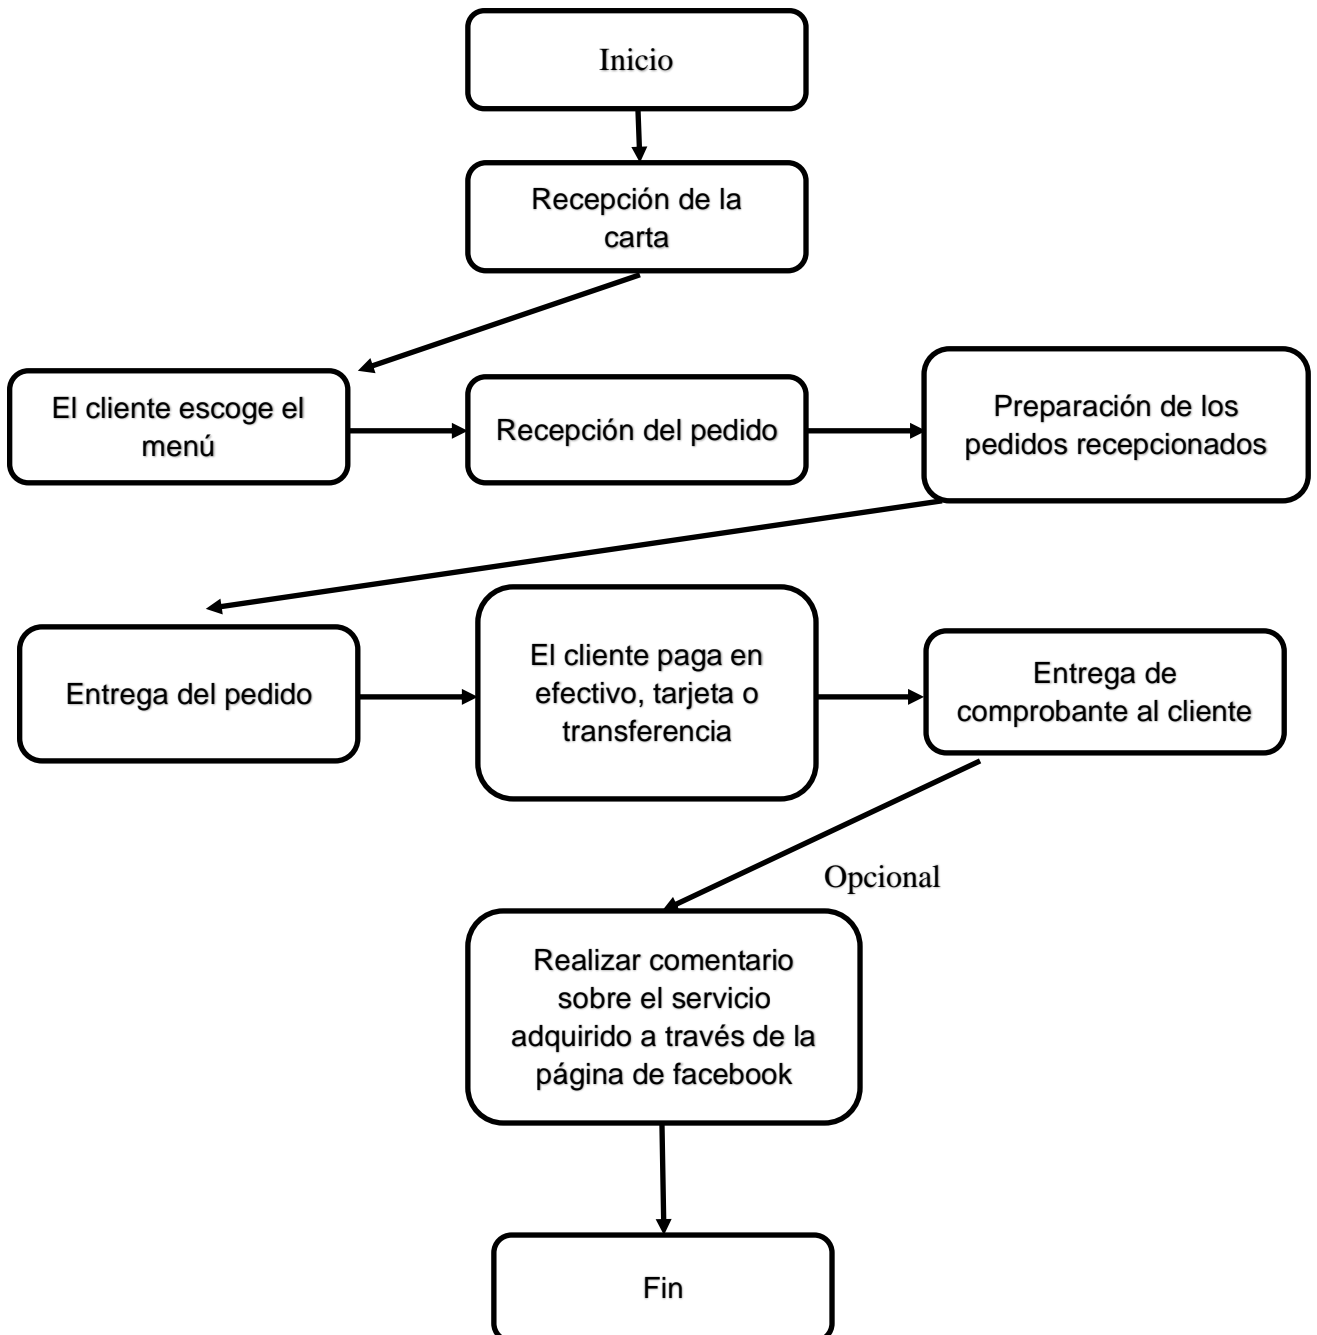 Inicio
Recepción de la
carta
El cliente escoge el
menú
Recepción del pedido
Preparación de los
pedidos recepcionados
Entrega del pedido
El cliente paga en
efectivo, tarjeta o
transferencia
Entrega de
comprobante al cliente
Opcional
Realizar comentario
sobre el servicio
adquirido a través de la
página de facebook
Fin